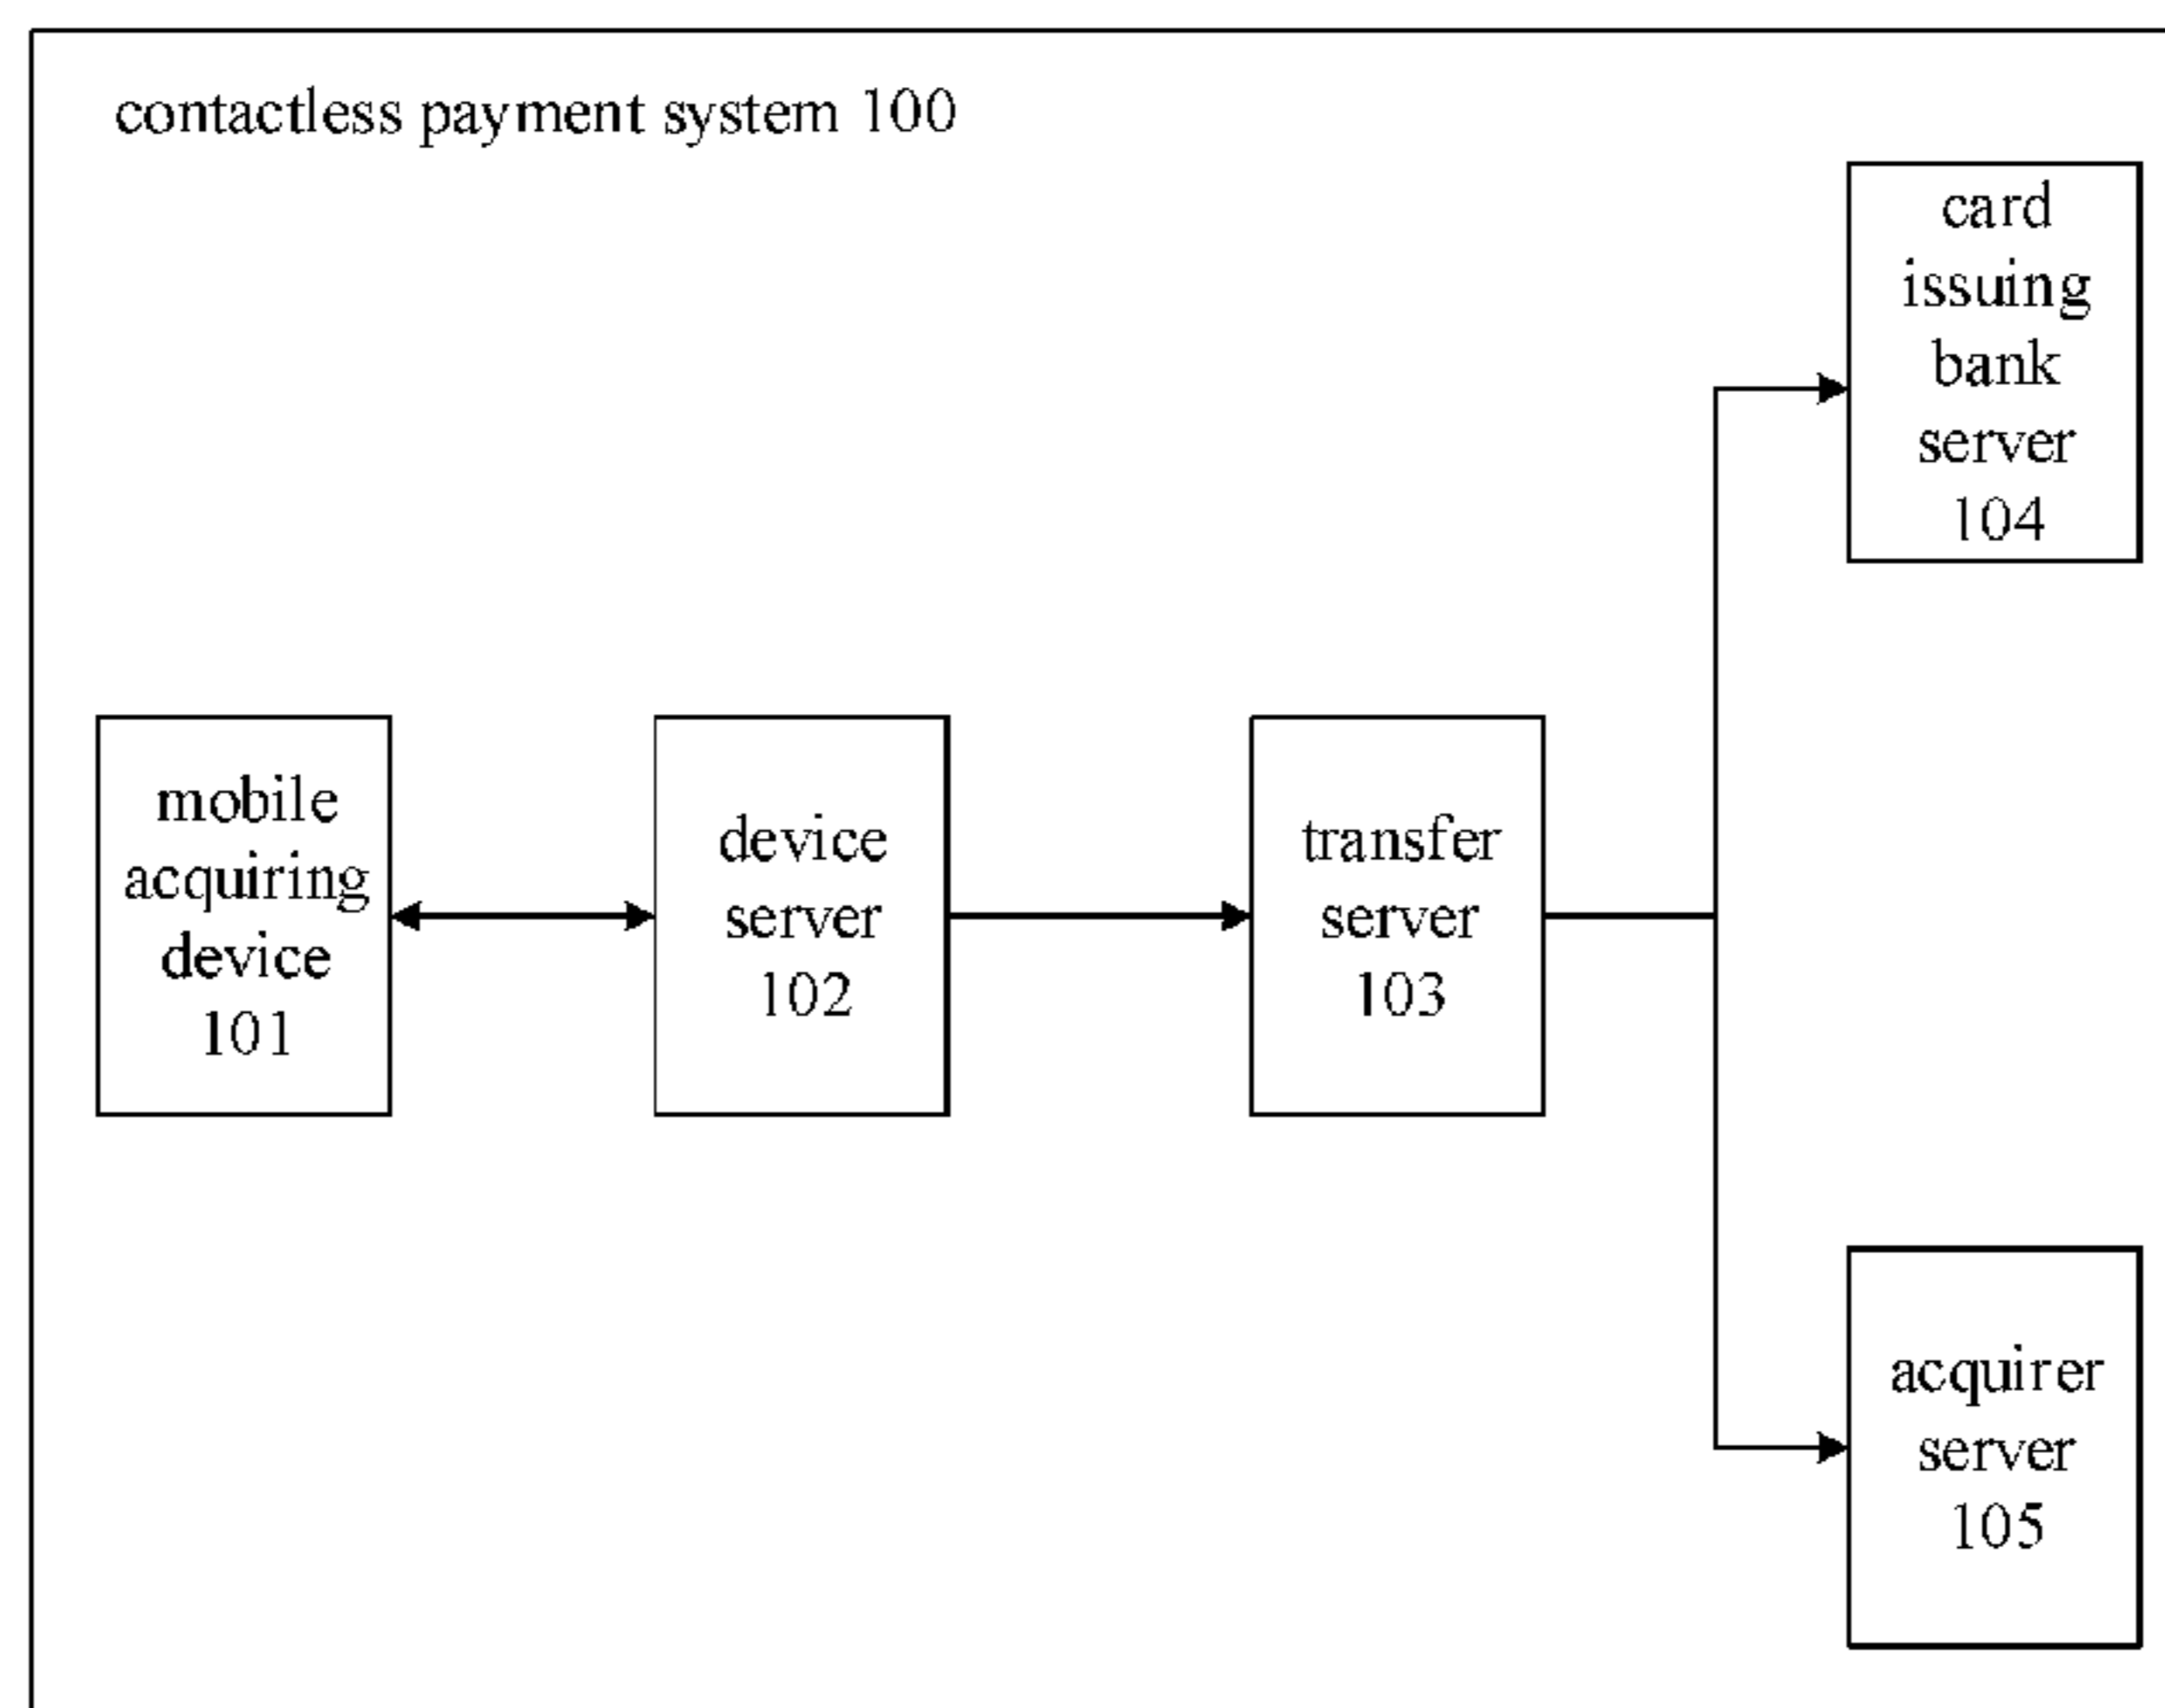 contactless payment system 100
card
issuing
bank
server
104
mobile
acquiring
device
101
device
server
102
transfer
server
103
acquirer
server
105